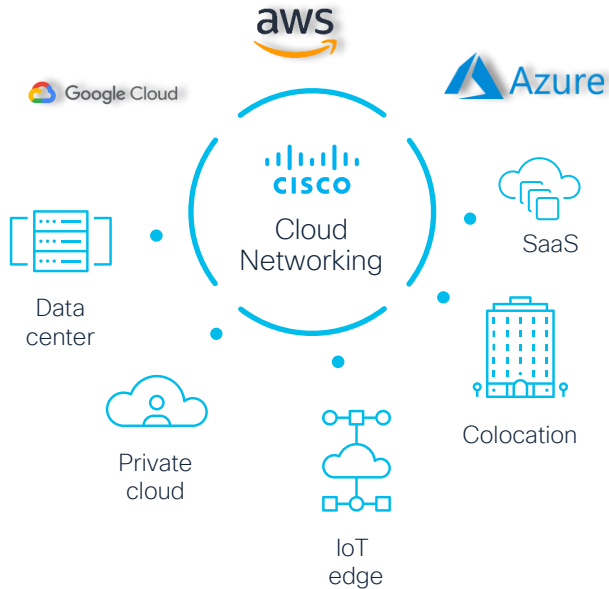 aws
Google Cloud
Azure
CISCO
Cloud
Networking
SaaS
Data
center
Colocation
Private
cloud
IoT
edge